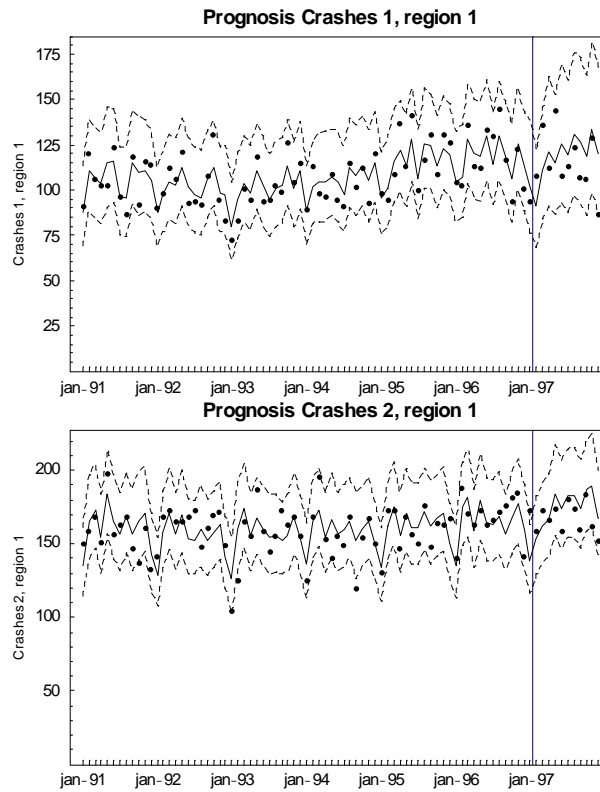 Prognosis Crashes 1, region 1
175
150
125
100
75
50
25
Crashes 1, region 1
jan-91 jan-92 jan-93 jan-94 jan-95 jan-96 jan-97
Prognosis Crashes 2, region 1
200
150
100
50
Crashes 2, region 1
jan-91 jan-92 jan-93 jan-94 jan-95 jan-96 jan-97